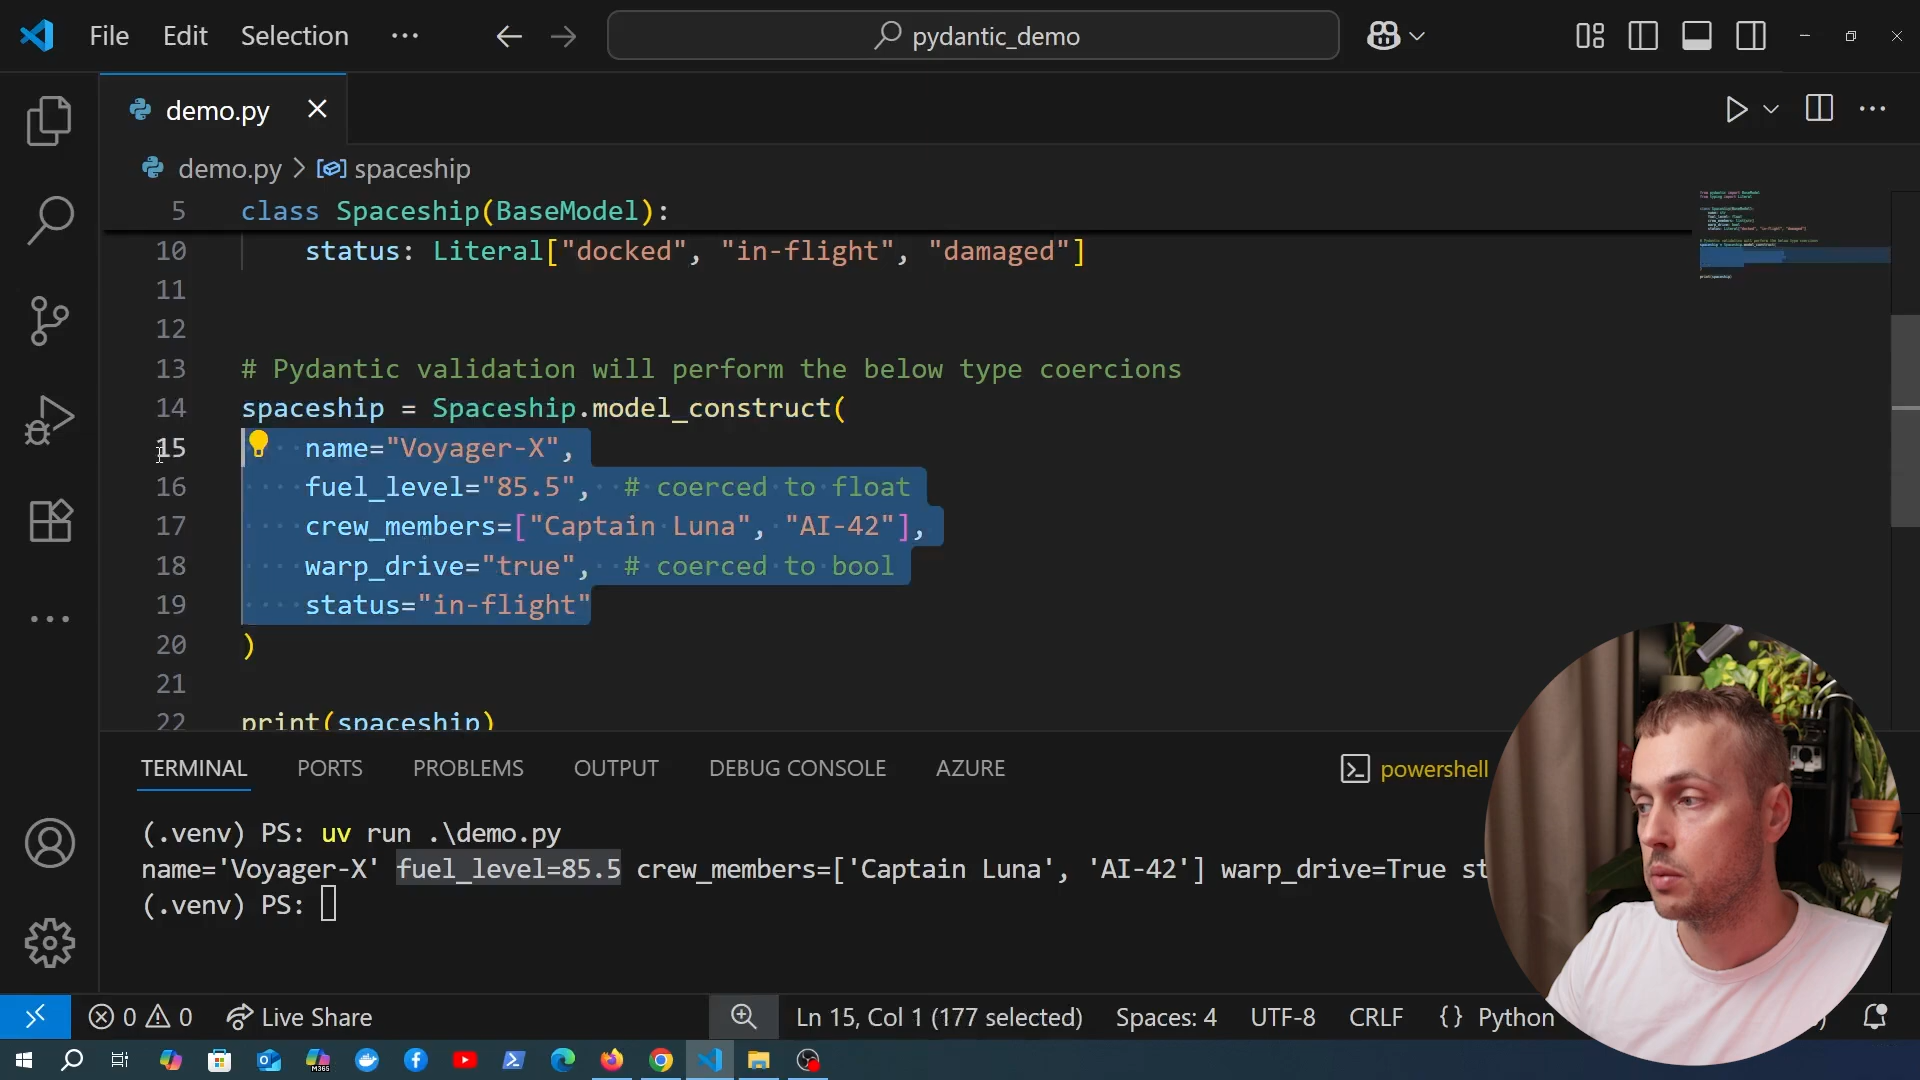 File Edit Selection ··· pydantic_demo
demo.py
demo.py > spaceship
5 class Spaceship(BaseModel):
10 status: Literal["docked", "in-flight", "damaged"]
11
12
13 # Pydantic validation will perform the below type coercions
14 spaceship = Spaceship.model_construct(
15 name="Voyager-X",
16 fuel_level="85.5", # coerced to float
17 crew_members=["Captain Luna", "AI-42"],
18 warp_drive="true", # coerced to bool
19 status="in-flight"
20 )
21
22 print(spaceship)
TERMINAL PORTS PROBLEMS OUTPUT DEBUG CONSOLE AZURE powershell
(.venv) PS: uv run .\demo.py
name='Voyager-X' fuel_level=85.5 crew_members=['Captain Luna', 'AI-42'] warp_drive=True st
(.venv) PS:
0 0 Live Share Ln 15, Col 1 (177 selected) Spaces: 4 UTF-8 CRLF {} Python